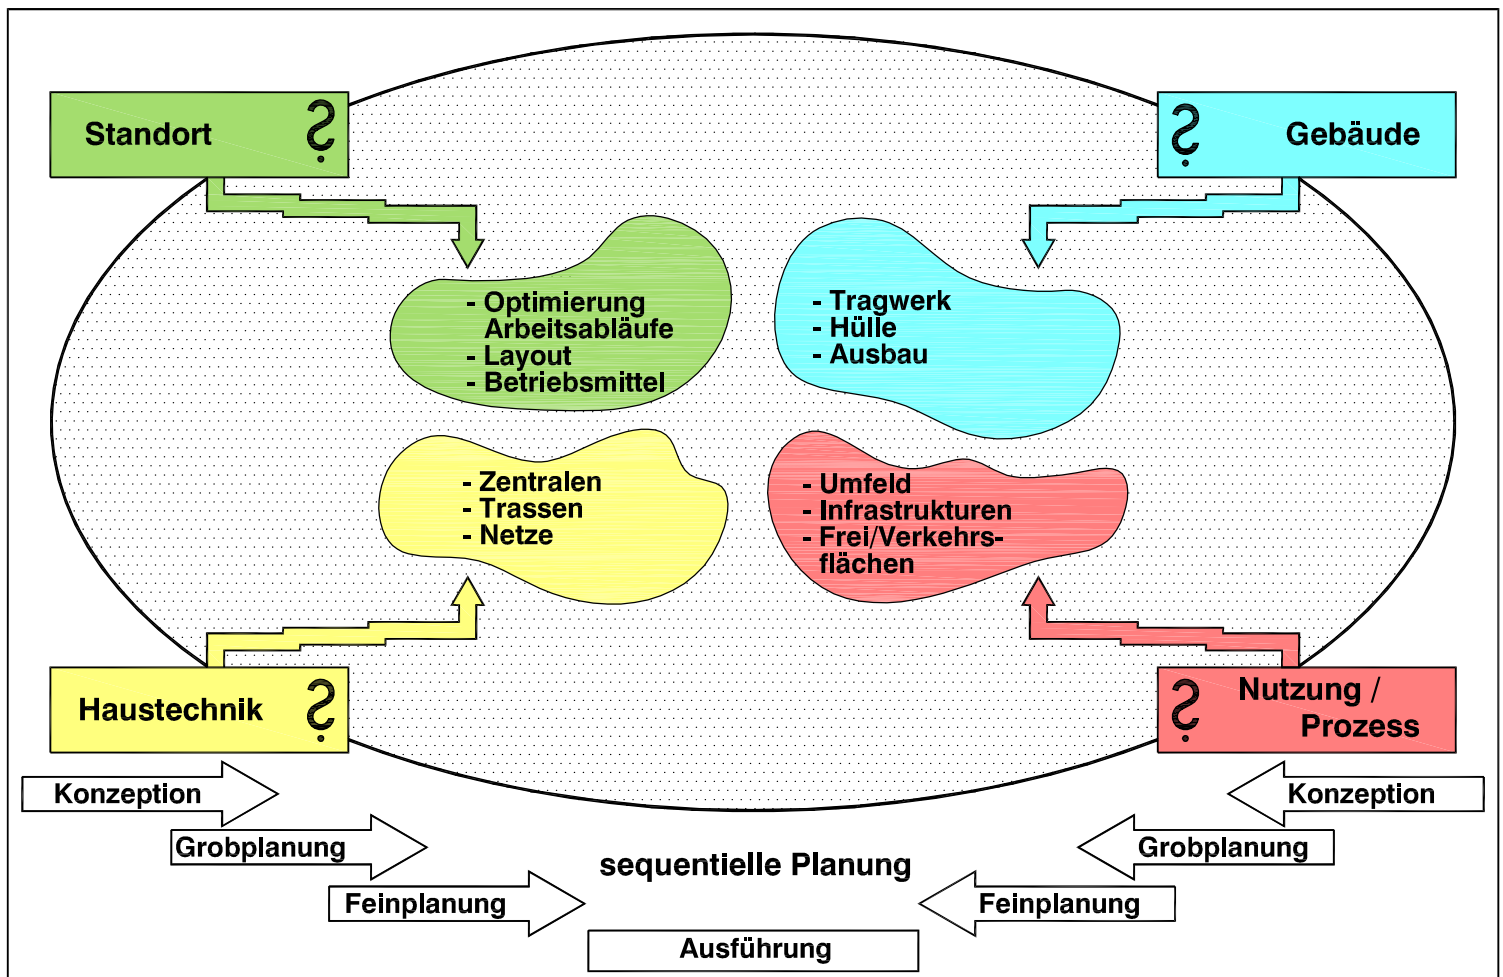 Standort ?
? Gebäude
- Optimierung
Arbeitsabläufe
- Layout
- Betriebsmittel
- Tragwerk
- Hülle
- Ausbau
- Zentralen
- Trassen
- Netze
- Umfeld
- Infrastrukturen
- Frei/Verkehrs-
flächen
Haustechnik ?
? Nutzung /
Prozess
Konzeption
Grobplanung
Feinplanung
sequentielle Planung
Konzeption
Grobplanung
Feinplanung
Ausführung